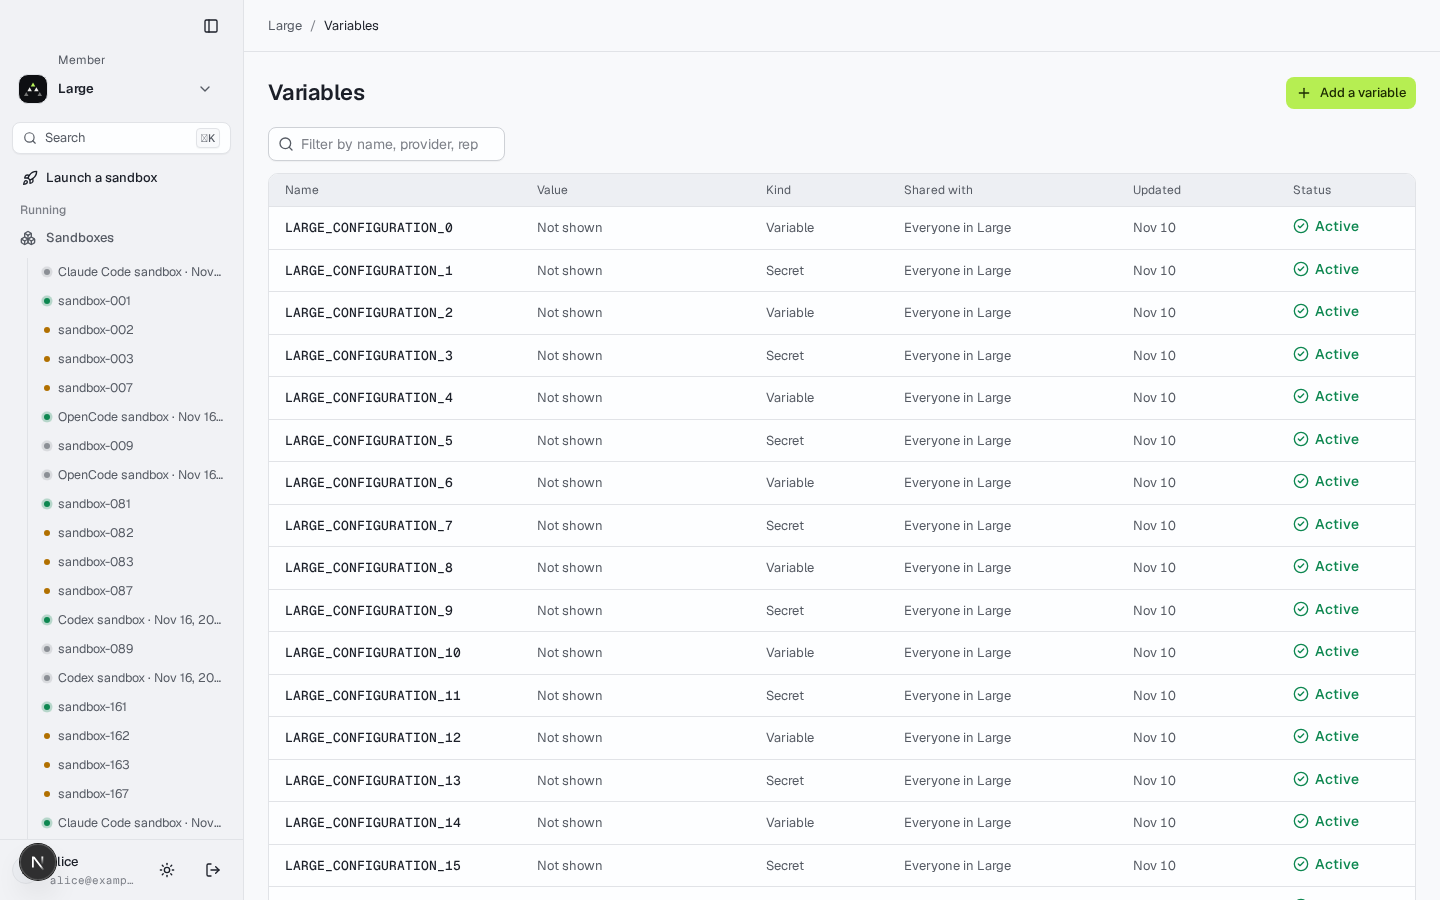 Member
Large
Search
K
Launch a sandbox
Running
Sandboxes
Claude Code sandbox · Nov…
sandbox-001
sandbox-002
sandbox-003
sandbox-007
OpenCode sandbox · Nov 16…
sandbox-009
OpenCode sandbox · Nov 16…
sandbox-081
sandbox-082
sandbox-083
sandbox-087
Codex sandbox · Nov 16, 20…
sandbox-089
Codex sandbox · Nov 16, 20…
sandbox-161
sandbox-162
sandbox-163
sandbox-167
Claude Code sandbox · Nov…
N
lice
alice@examp…
Large / Variables
Variables
Add a variable
Filter by name, provider, rep
Name Value Kind Shared with Updated Status
LARGE_CONFIGURATION_0 Not shown Variable Everyone in Large Nov 10 Active
LARGE_CONFIGURATION_1 Not shown Secret Everyone in Large Nov 10 Active
LARGE_CONFIGURATION_2 Not shown Variable Everyone in Large Nov 10 Active
LARGE_CONFIGURATION_3 Not shown Secret Everyone in Large Nov 10 Active
LARGE_CONFIGURATION_4 Not shown Variable Everyone in Large Nov 10 Active
LARGE_CONFIGURATION_5 Not shown Secret Everyone in Large Nov 10 Active
LARGE_CONFIGURATION_6 Not shown Variable Everyone in Large Nov 10 Active
LARGE_CONFIGURATION_7 Not shown Secret Everyone in Large Nov 10 Active
LARGE_CONFIGURATION_8 Not shown Variable Everyone in Large Nov 10 Active
LARGE_CONFIGURATION_9 Not shown Secret Everyone in Large Nov 10 Active
LARGE_CONFIGURATION_10 Not shown Variable Everyone in Large Nov 10 Active
LARGE_CONFIGURATION_11 Not shown Secret Everyone in Large Nov 10 Active
LARGE_CONFIGURATION_12 Not shown Variable Everyone in Large Nov 10 Active
LARGE_CONFIGURATION_13 Not shown Secret Everyone in Large Nov 10 Active
LARGE_CONFIGURATION_14 Not shown Variable Everyone in Large Nov 10 Active
LARGE_CONFIGURATION_15 Not shown Secret Everyone in Large Nov 10 Active